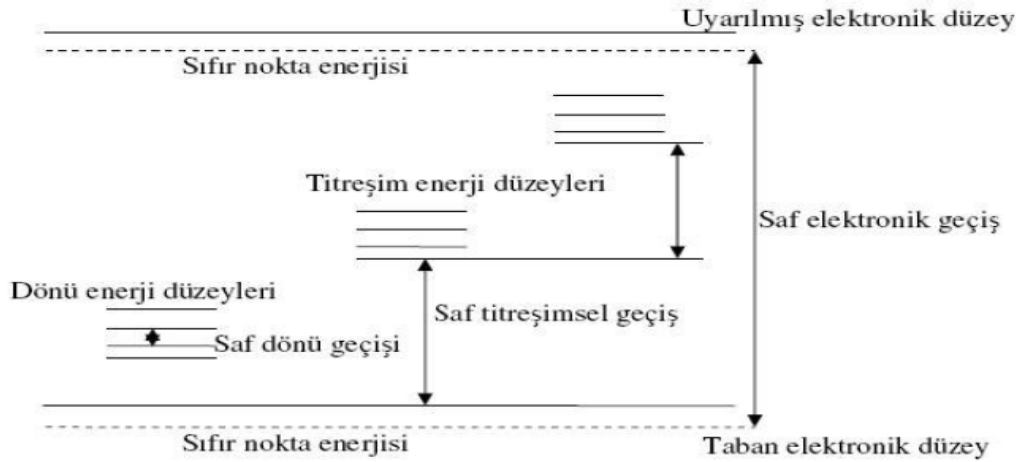 Uyarılmış elektronik düzey
Sıfır nokta enerjisi
Titreşim enerji düzeyleri
Saf elektronik geçiş
Dönü enerji düzeyleri
Saf titreşimsel geçiş
Saf dönü geçişi
Sıfır nokta enerjisi
Taban elektronik düzey